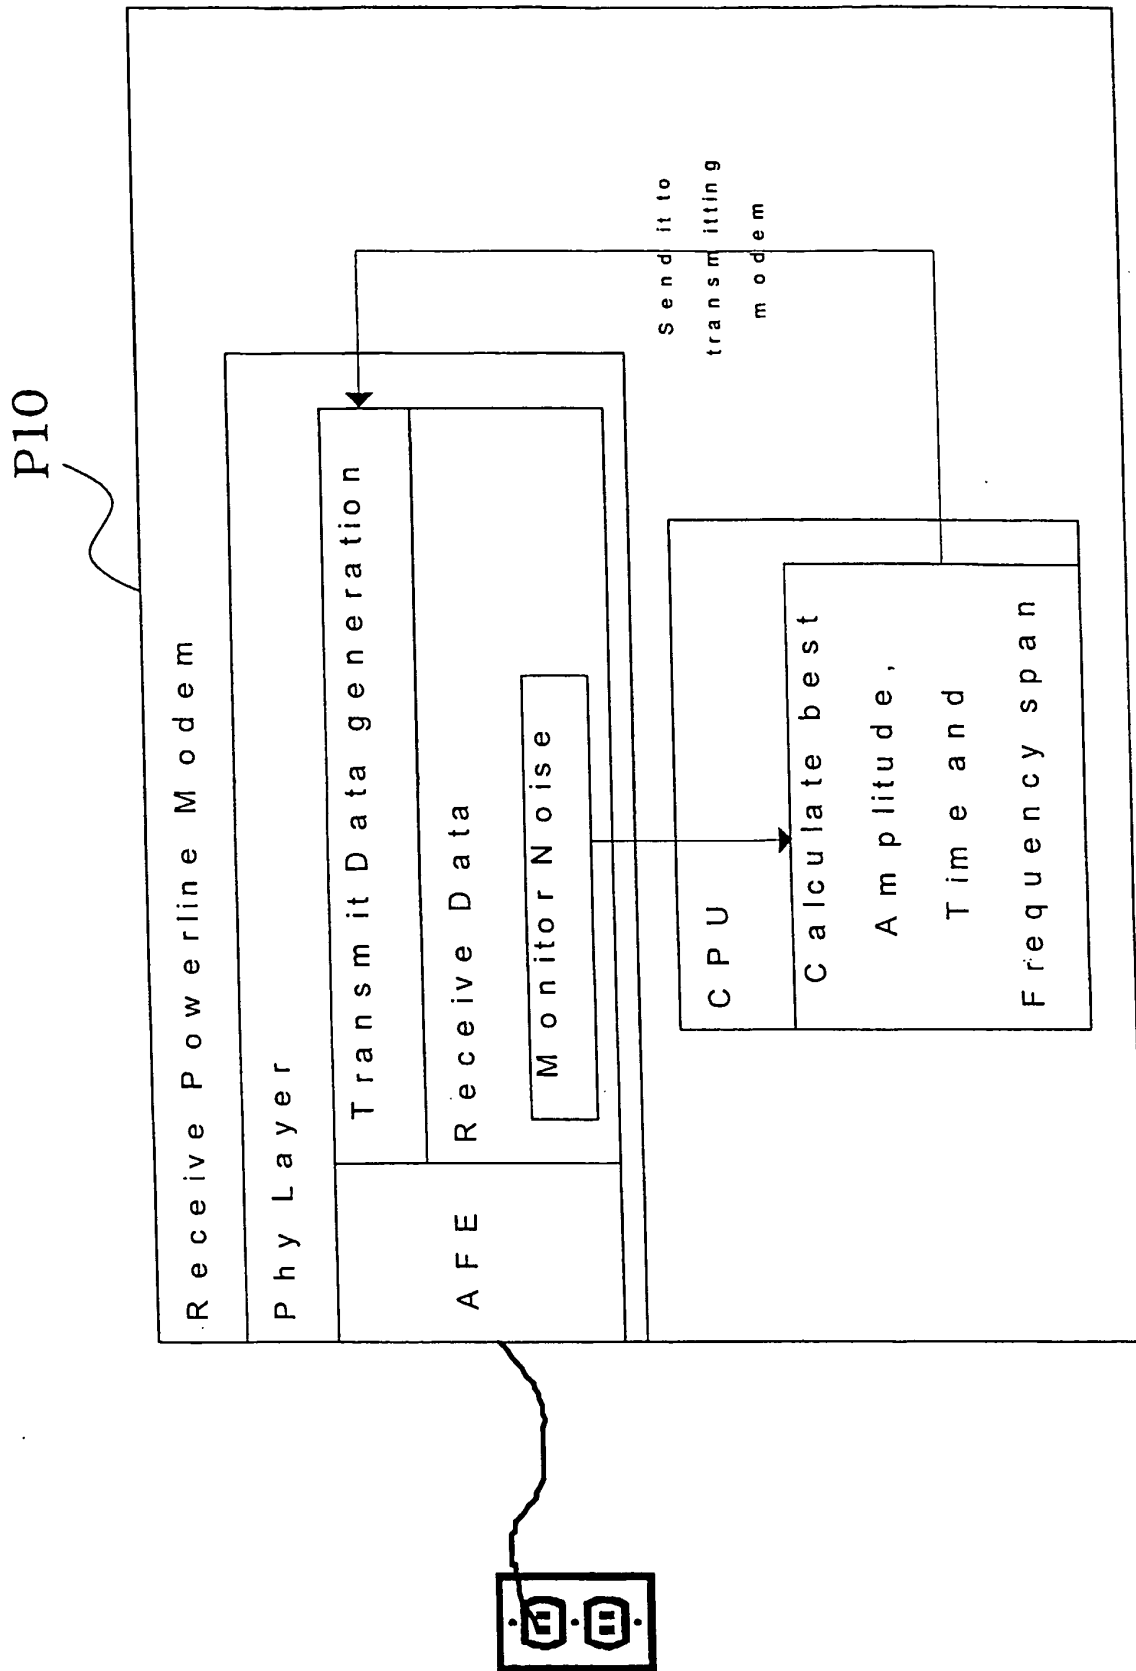 P10
Receive Powerline Modem
Phy Layer
Transmit Data generation
AFE
Receive Data
Monitor Noise
Send it to
transmitting
modem
CPU
Calculate best
Amplitude,
Time and
Frequency span